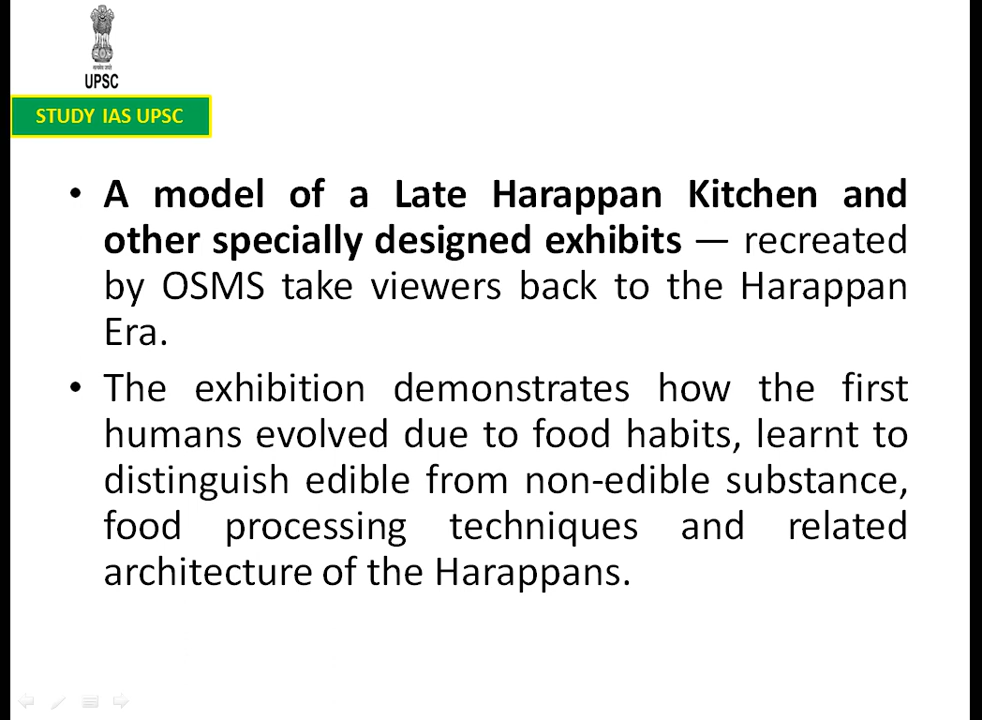 UPSC
STUDY IAS UPSC
• A model of a Late Harappan Kitchen and
other specially designed exhibits — recreated
by OSMS take viewers back to the Harappan
Era.
• The exhibition demonstrates how the first
humans evolved due to food habits, learnt to
distinguish edible from non-edible substance,
food processing techniques and related
architecture of the Harappans.